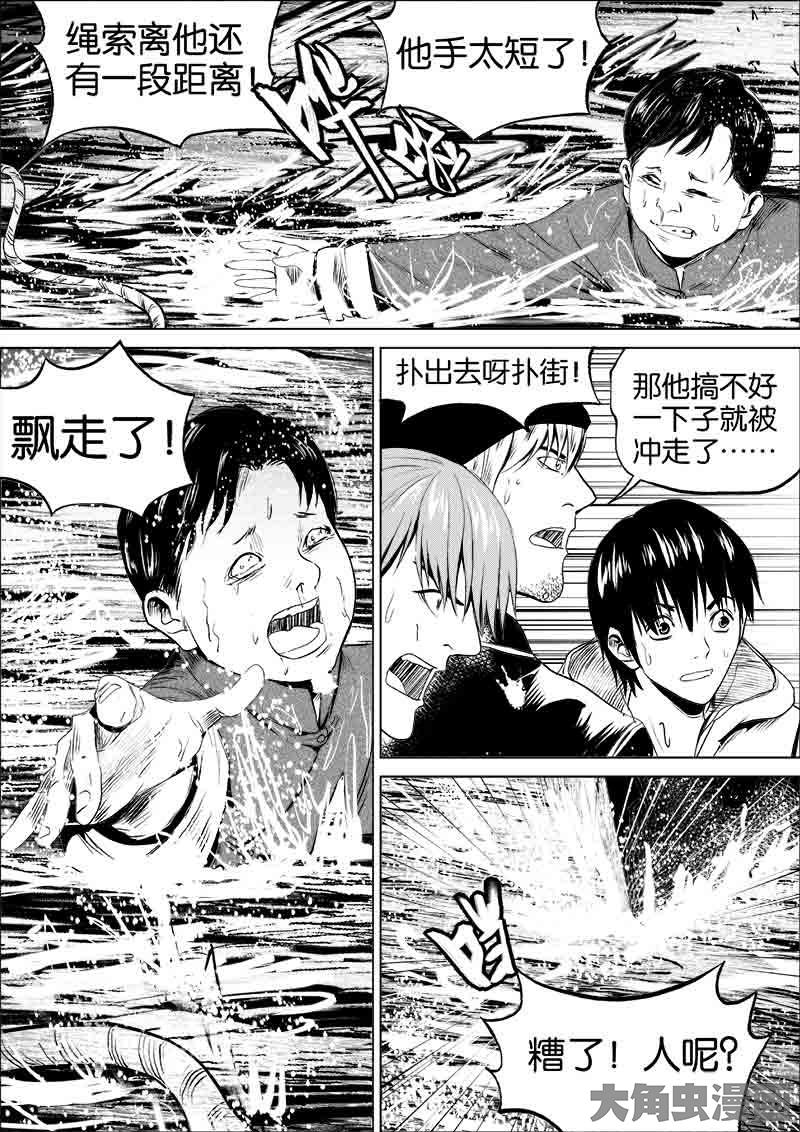 绳索离他还
有一段距离！
他手太短了！
飘走了！
扑出去呀扑街！
那他搞不好
一下子就被
冲走了……
糟了！人呢？
大角虫漫画